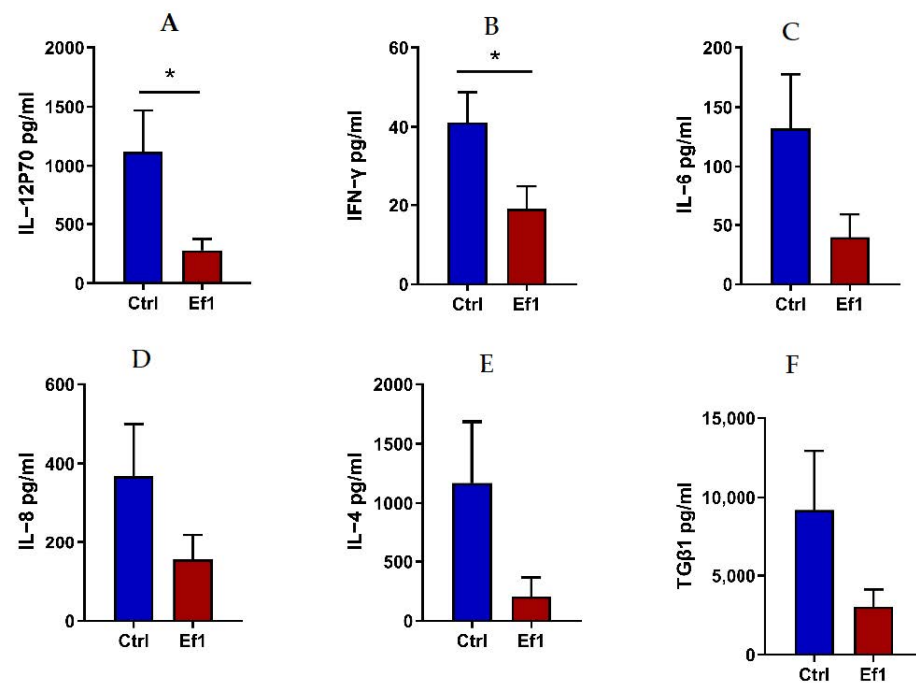 A
IL−12P70 pg/ml
2000
1500
1000
500
0
*
Ctrl
Ef1
B
IFN−γ pg/ml
60
40
20
0
*
Ctrl
Ef1
C
IL−6 pg/ml
200
150
100
50
0
Ctrl
Ef1
D
IL−8 pg/ml
600
400
200
0
Ctrl
Ef1
E
IL−4 pg/ml
2000
1500
1000
500
0
Ctrl
Ef1
F
TGβ1 pg/ml
15,000
10,000
5,000
0
Ctrl
Ef1